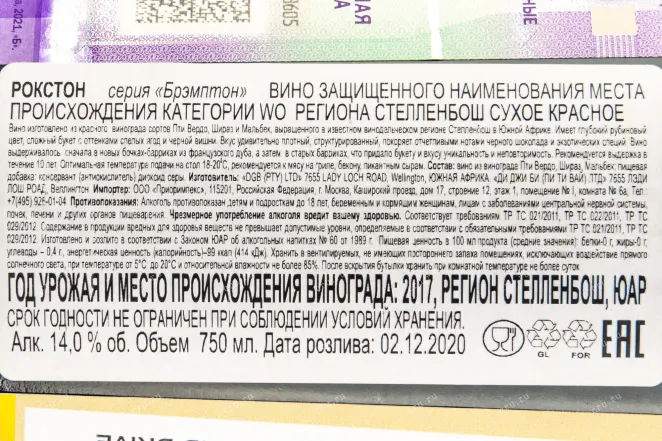 а, 2021, «Б.
605
НЫЕ
РОКСТОН серия «Брэмптон» ВИНО ЗАЩИЩЕННОГО НАИМЕНОВАНИЯ МЕСТА
ПРОИСХОЖДЕНИЯ КАТЕГОРИИ WO РЕГИОНА СТЕЛЛЕНБОШ СУХОЕ КРАСНОЕ
Вино изготовлено из красного винограда сортов Пти Вердо, Шираз и Мальбек, выращенного в известном винодельческом регионе Стелленбош в Южной Африке. Имеет глубокий рубиновый
цвет, сложный букет с оттенками спелых ягод и черной вишни. Вкус удивительно плотный, структурированный, покоряет отчетливыми нотами черного шоколада и экзотических специй. Вино
выдерживалось сначала в новых бочках-барриках из французского дуба, а затем в старых барриках, что придало букету и вкусу уникальность и неповторимость. Рекомендуется выдержка в
течение 10 лет. Оптимальная температура подачи на стол 18-20°С, рекомендуется подавать к мясу на гриле, бекону, пикантным сырам. Состав: вино из винограда Пти Вердо, Шираз, Мальбек пищевая
добавка: консервант (антиокислитель) диоксид серы. Изготовитель: «DGB (PTY) LTD» 7655 LADY LOCH ROAD, Wellington, ЮЖНАЯ АФРИКА. «ДИ ДЖИ БИ (ПИ ТИ ВАЙ) ЛТД» 7655 ЛЭДИ
ЛОШ РОАД, Веллингтон Импортер: ООО «Приоримпекс», 115201, Российская Федерация, г. Москва, Каширский проезд, дом 17, строение 12, этаж 1, помещение № I, комната № 6а, Тел.:
+7(495) 926-01-04 Противопоказания: Алкоголь противопоказан детям и подросткам до 18 лет, беременным и кормящим женщинам, лицам с заболеваниями центральной нервной системы,
почек, печени и других органов пищеварения. Чрезмерное употребление алкоголя вредит вашему здоровью. Соответствует требованиям ТР ТС 021/2011, ТР ТС 022/2011, ТР ТС
029/2012. Содержание в продукции вредных для здоровья веществ не превышает допустимые уровни, определяемые в соответствии с обязательными требованиями ТР ТС 021/2011, ТР ТС
029/2012 Изготовлено и розлито в соответствии с Законом ЮАР об алкогольных напитках № 60 от 1989 г. Пищевая ценность в 100 мл продукта (средние значения): белки-0 г, жиры-0 г,
углеводы – 0,4 г., энергетическая ценность (калорийность)–99 ккал (414 кДж). Хранить в вентилируемых, не имеющих постороннего запаха помещениях, исключающих воздействие прямого
солнечного света, при температуре от 5°С до 20°С и относительной влажности не более 85%. После вскрытия бутылки хранить при комнатной температуре не более суток
ГОД УРОЖАЯ И МЕСТО ПРОИСХОЖДЕНИЯ ВИНОГРАДА: 2017, РЕГИОН СТЕЛЛЕНБОШ, ЮАР
СРОК ГОДНОСТИ НЕ ОГРАНИЧЕН ПРИ СОБЛЮДЕНИИ УСЛОВИЙ ХРАНЕНИЯ.
Алк. 14,0 % об. Объем 750 мл. Дата розлива: 02.12.2020
GL FOR EAC